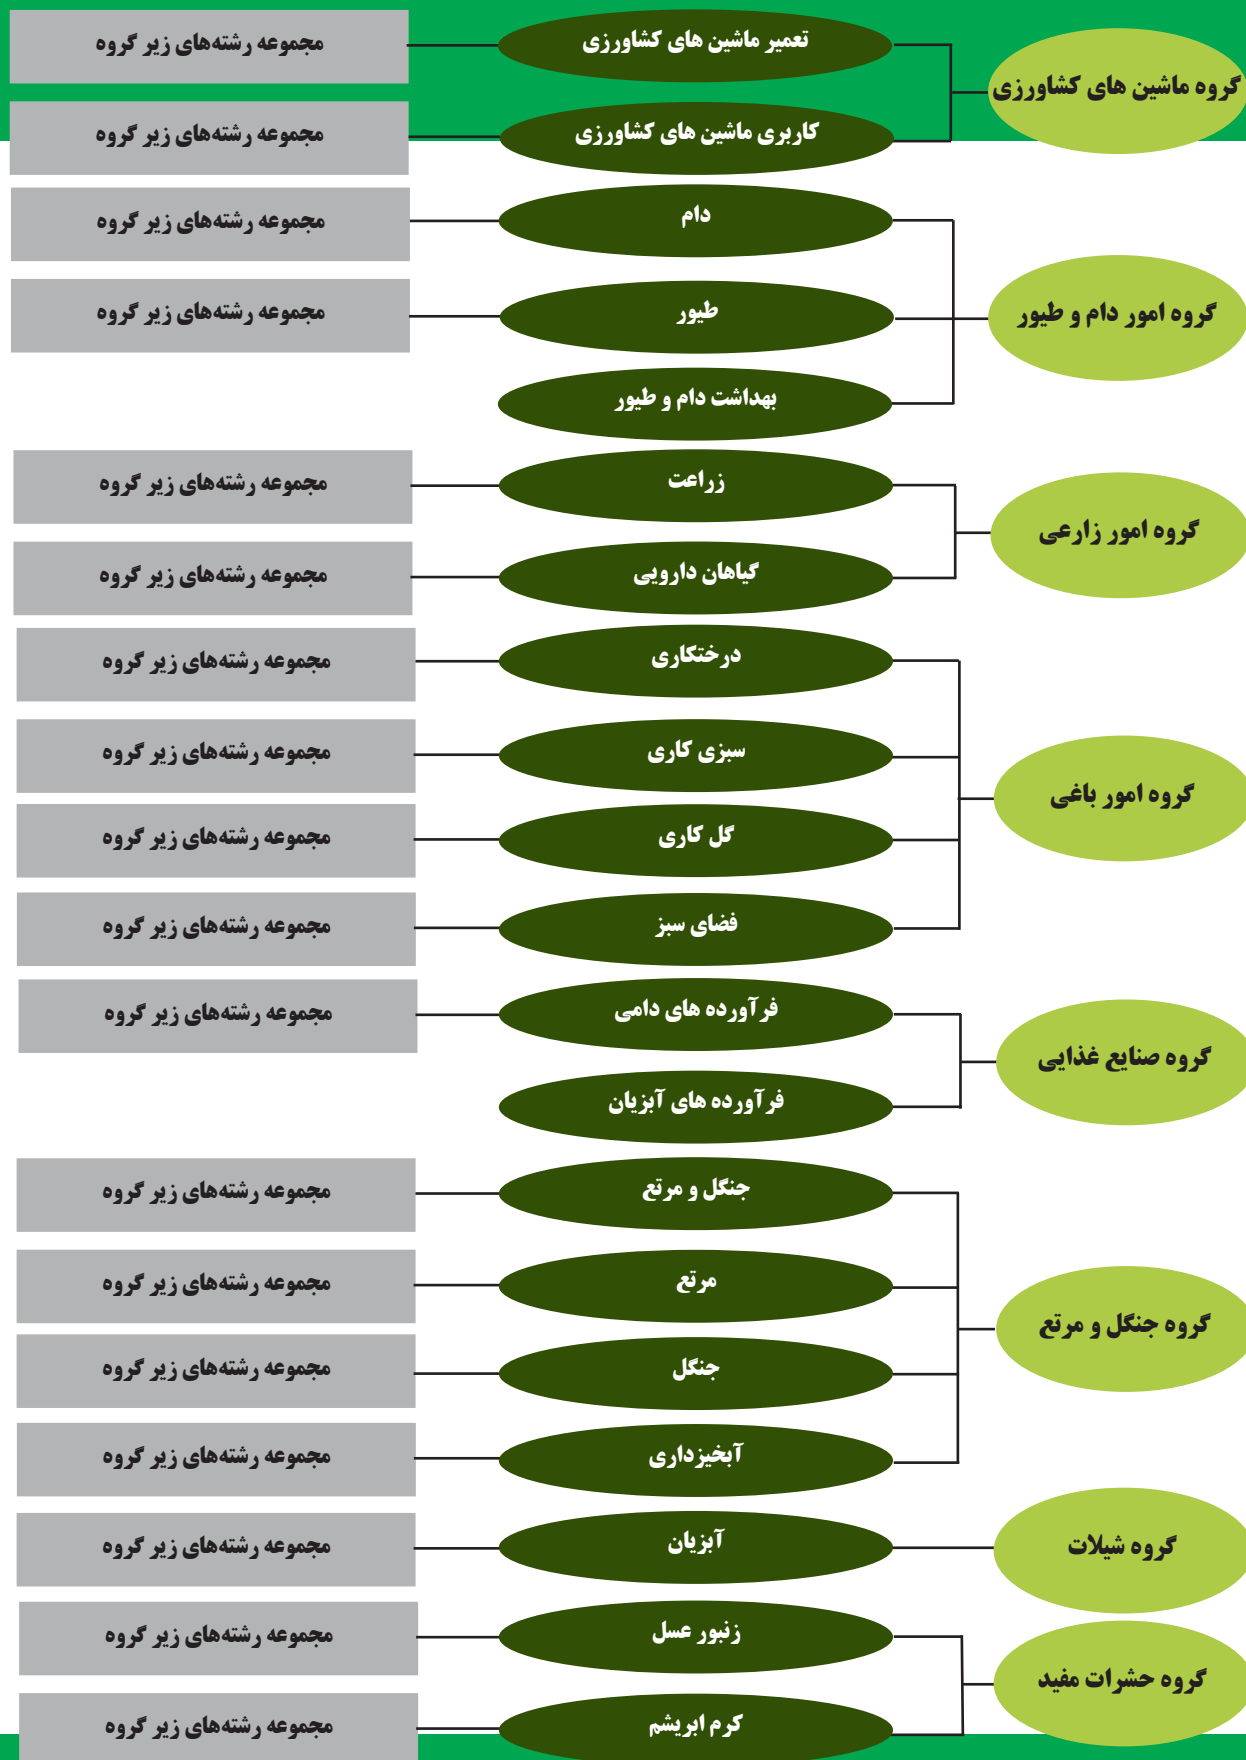 گروه ماشین های کشاورزی
تعمیر ماشین های کشاورزی
مجموعه رشته‌های زیر گروه
کاربری ماشین های کشاورزی
مجموعه رشته‌های زیر گروه
گروه امور دام و طیور
دام
مجموعه رشته‌های زیر گروه
طیور
مجموعه رشته‌های زیر گروه
بهداشت دام و طیور
گروه امور زارعی
زراعت
مجموعه رشته‌های زیر گروه
گیاهان دارویی
مجموعه رشته‌های زیر گروه
گروه امور باغی
درختکاری
مجموعه رشته‌های زیر گروه
سبزی کاری
مجموعه رشته‌های زیر گروه
گل کاری
مجموعه رشته‌های زیر گروه
فضای سبز
مجموعه رشته‌های زیر گروه
گروه صنایع غذایی
فرآورده های دامی
مجموعه رشته‌های زیر گروه
فرآورده های آبزیان
گروه جنگل و مرتع
جنگل و مرتع
مجموعه رشته‌های زیر گروه
مرتع
مجموعه رشته‌های زیر گروه
جنگل
مجموعه رشته‌های زیر گروه
آبخیزداری
مجموعه رشته‌های زیر گروه
گروه شیلات
آبزیان
مجموعه رشته‌های زیر گروه
گروه حشرات مفید
زنبور عسل
مجموعه رشته‌های زیر گروه
کرم ابریشم
مجموعه رشته‌های زیر گروه